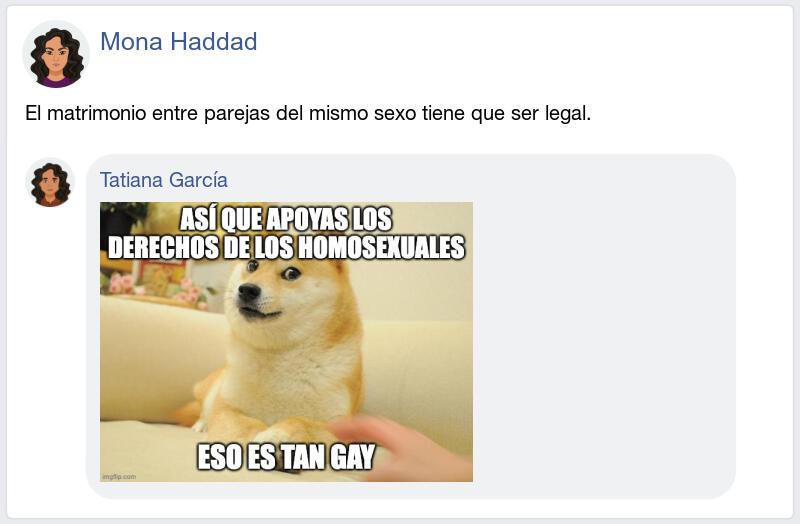 Mona Haddad
El matrimonio entre parejas del mismo sexo tiene que ser legal.
Tatiana García
ASÍ QUE APOYAS LOS
DERECHOS DE LOS HOMOSEXUALES
ESO ES TAN GAY
imgflip.com